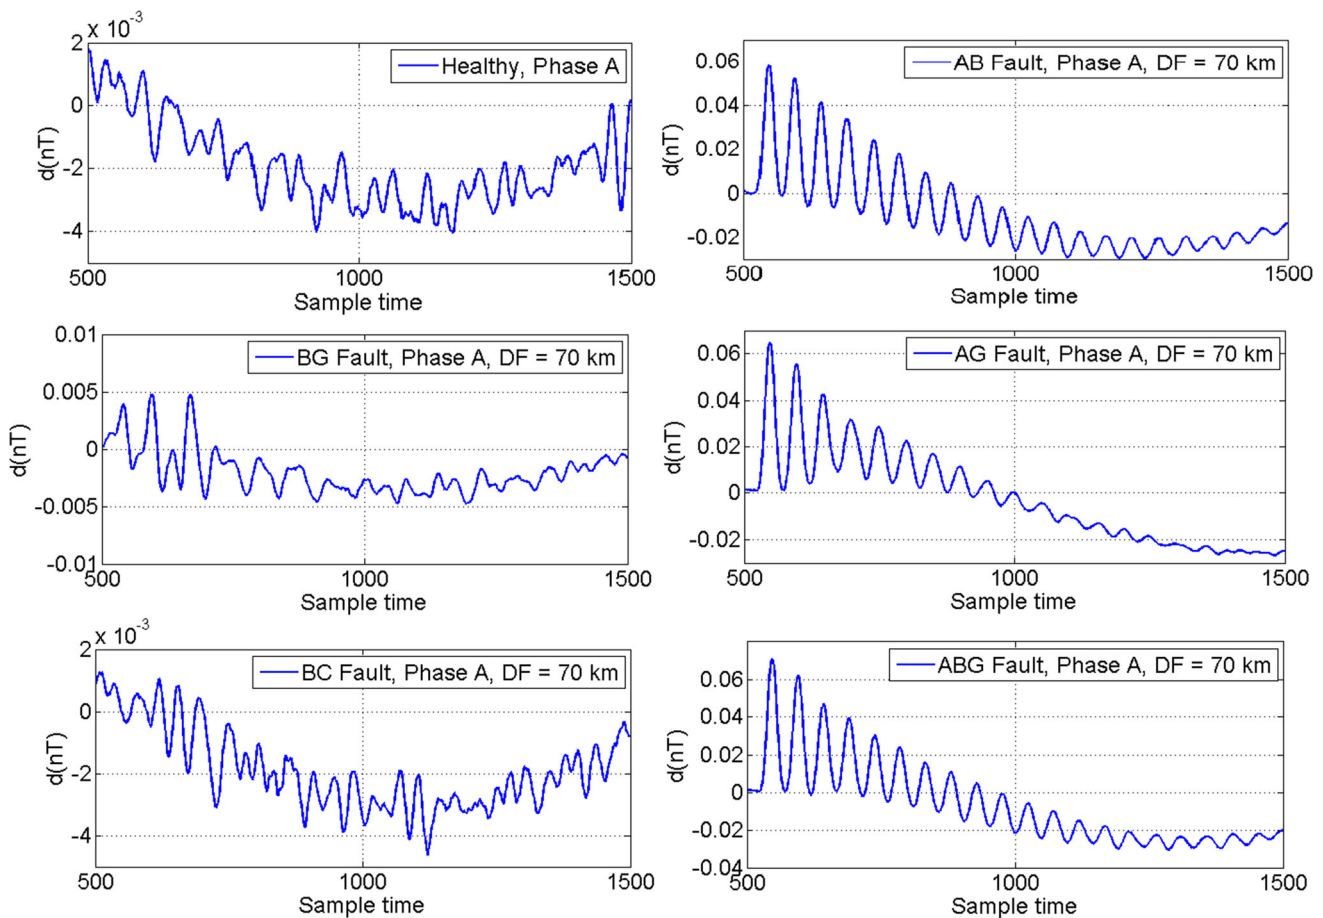 x 10-3
2
0
-2
-4
d(nT)
Healthy, Phase A
500
1000
1500
Sample time
0.06
0.04
0.02
0
-0.02
d(nT)
AB Fault, Phase A, DF = 70 km
500
1000
1500
Sample time
0.01
0.005
0
-0.005
-0.01
d(nT)
BG Fault, Phase A, DF = 70 km
500
1000
1500
Sample time
0.06
0.04
0.02
0
-0.02
d(nT)
AG Fault, Phase A, DF = 70 km
500
1000
1500
Sample time
x 10-3
2
0
-2
-4
d(nT)
BC Fault, Phase A, DF = 70 km
500
1000
1500
Sample time
0.06
0.04
0.02
0
-0.02
-0.04
d(nT)
ABG Fault, Phase A, DF = 70 km
500
1000
1500
Sample time